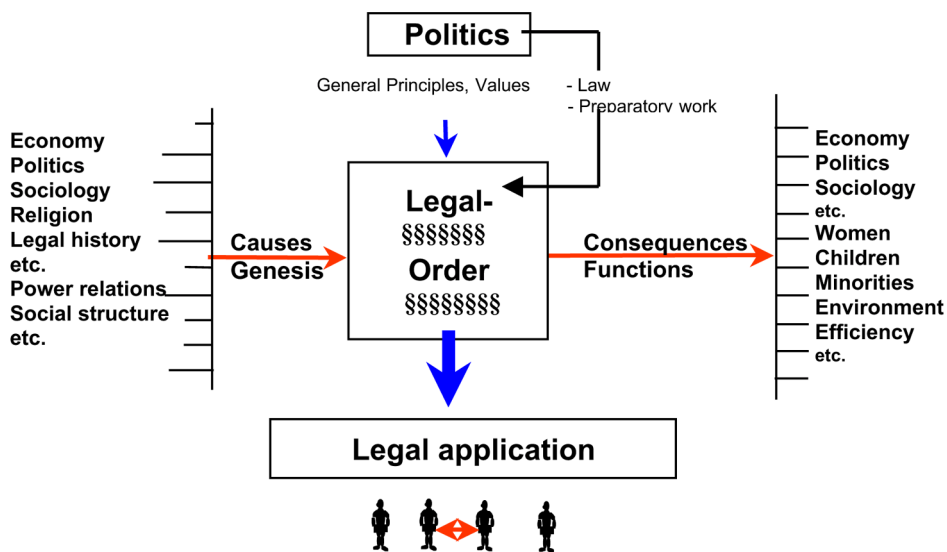 Politics
General Principles, Values
- Law
- Preparatory work
Economy
Politics
Sociology
Religion
Legal history
etc.
Power relations
Social structure
etc.
Causes
Genesis
Legal-
§§§§§§§
Order
§§§§§§§§
Consequences
Functions
Economy
Politics
Sociology
etc.
Women
Children
Minorities
Environment
Efficiency
etc.
Legal application